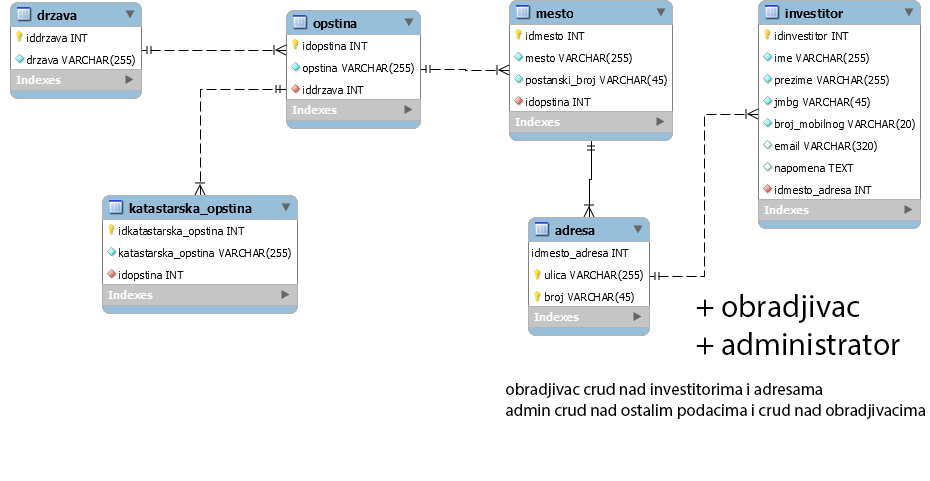 drzava
iddrzava INT
drzava VARCHAR(255)
Indexes
opstina
idopstina INT
opstina VARCHAR(255)
iddrzava INT
Indexes
mesto
idmesto INT
mesto VARCHAR(255)
postanski_broj VARCHAR(45)
idopstina INT
Indexes
investitor
idinvestitor INT
ime VARCHAR(255)
prezime VARCHAR(255)
jmbg VARCHAR(45)
broj_mobilnog VARCHAR(20)
email VARCHAR(320)
napomena TEXT
idmesto_adresa INT
Indexes
katastarska_opstina
idkatastarska_opstina INT
katastarska_opstina VARCHAR(255)
idopstina INT
Indexes
adresa
idmesto_adresa INT
ulica VARCHAR(255)
broj VARCHAR(45)
Indexes
+ obradjivac
+ administrator
obradjivac crud nad investitorima i adresama
admin crud nad ostalim podacima i crud nad obradjivacima